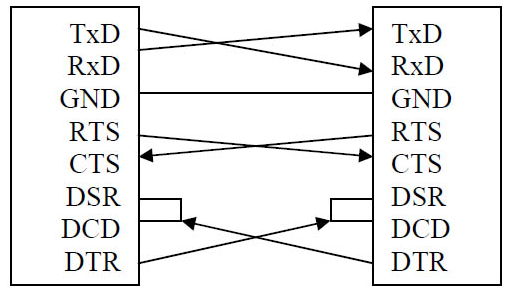 TxD
RxD
GND
RTS
CTS
DSR
DCD
DTR
TxD
RxD
GND
RTS
CTS
DSR
DCD
DTR